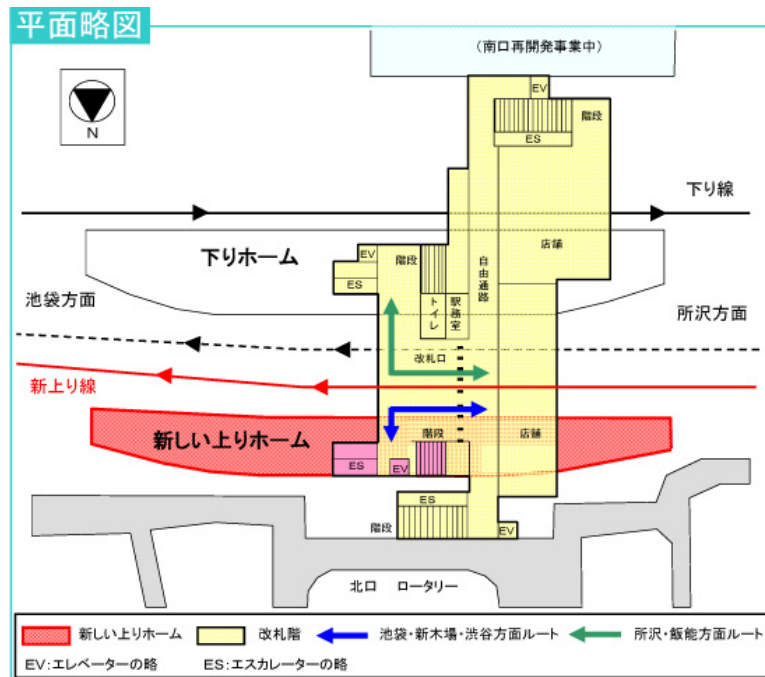 平面略図
(南口再開発事業中)
N
EV
階段
ES
下り線
下りホーム
EV
階段
ES
店舗
自由通路
池袋方面
トイレ
駅務室
所沢方面
改札口
新上り線
新しい上りホーム
階段
店舗
ES
EV
ES
階段
EV
北口 ロータリー
新しい上りホーム
改札階
池袋・新木場・渋谷方面ルート
所沢・飯能方面ルート
EV:エレベーターの略
ES:エスカレーターの略